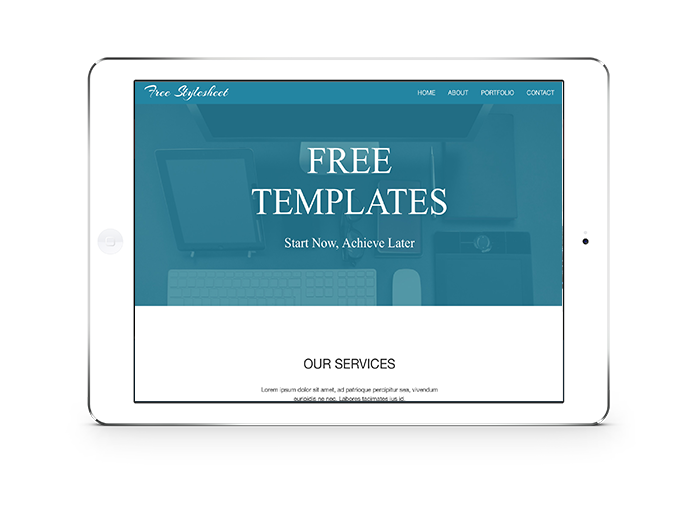 Free Stylesheet
HOME ABOUT PORTFOLIO CONTACT
FREE
TEMPLATES
Start Now, Achieve Later
OUR SERVICES
Lorem ipsum dolor sit amet, ad patrioque percipitur sea, vivendum
euripidis ne nec. Labores tacimates ius id.